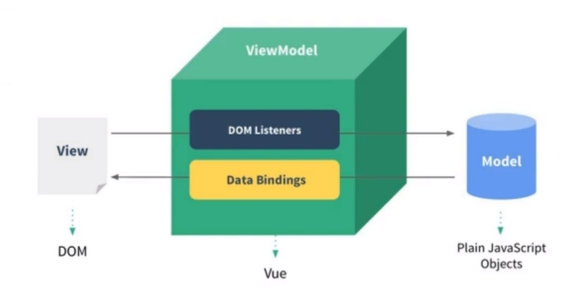 ViewModel
DOM Listeners
View
Data Bindings
Model
DOM
Vue
Plain JavaScript
Objects